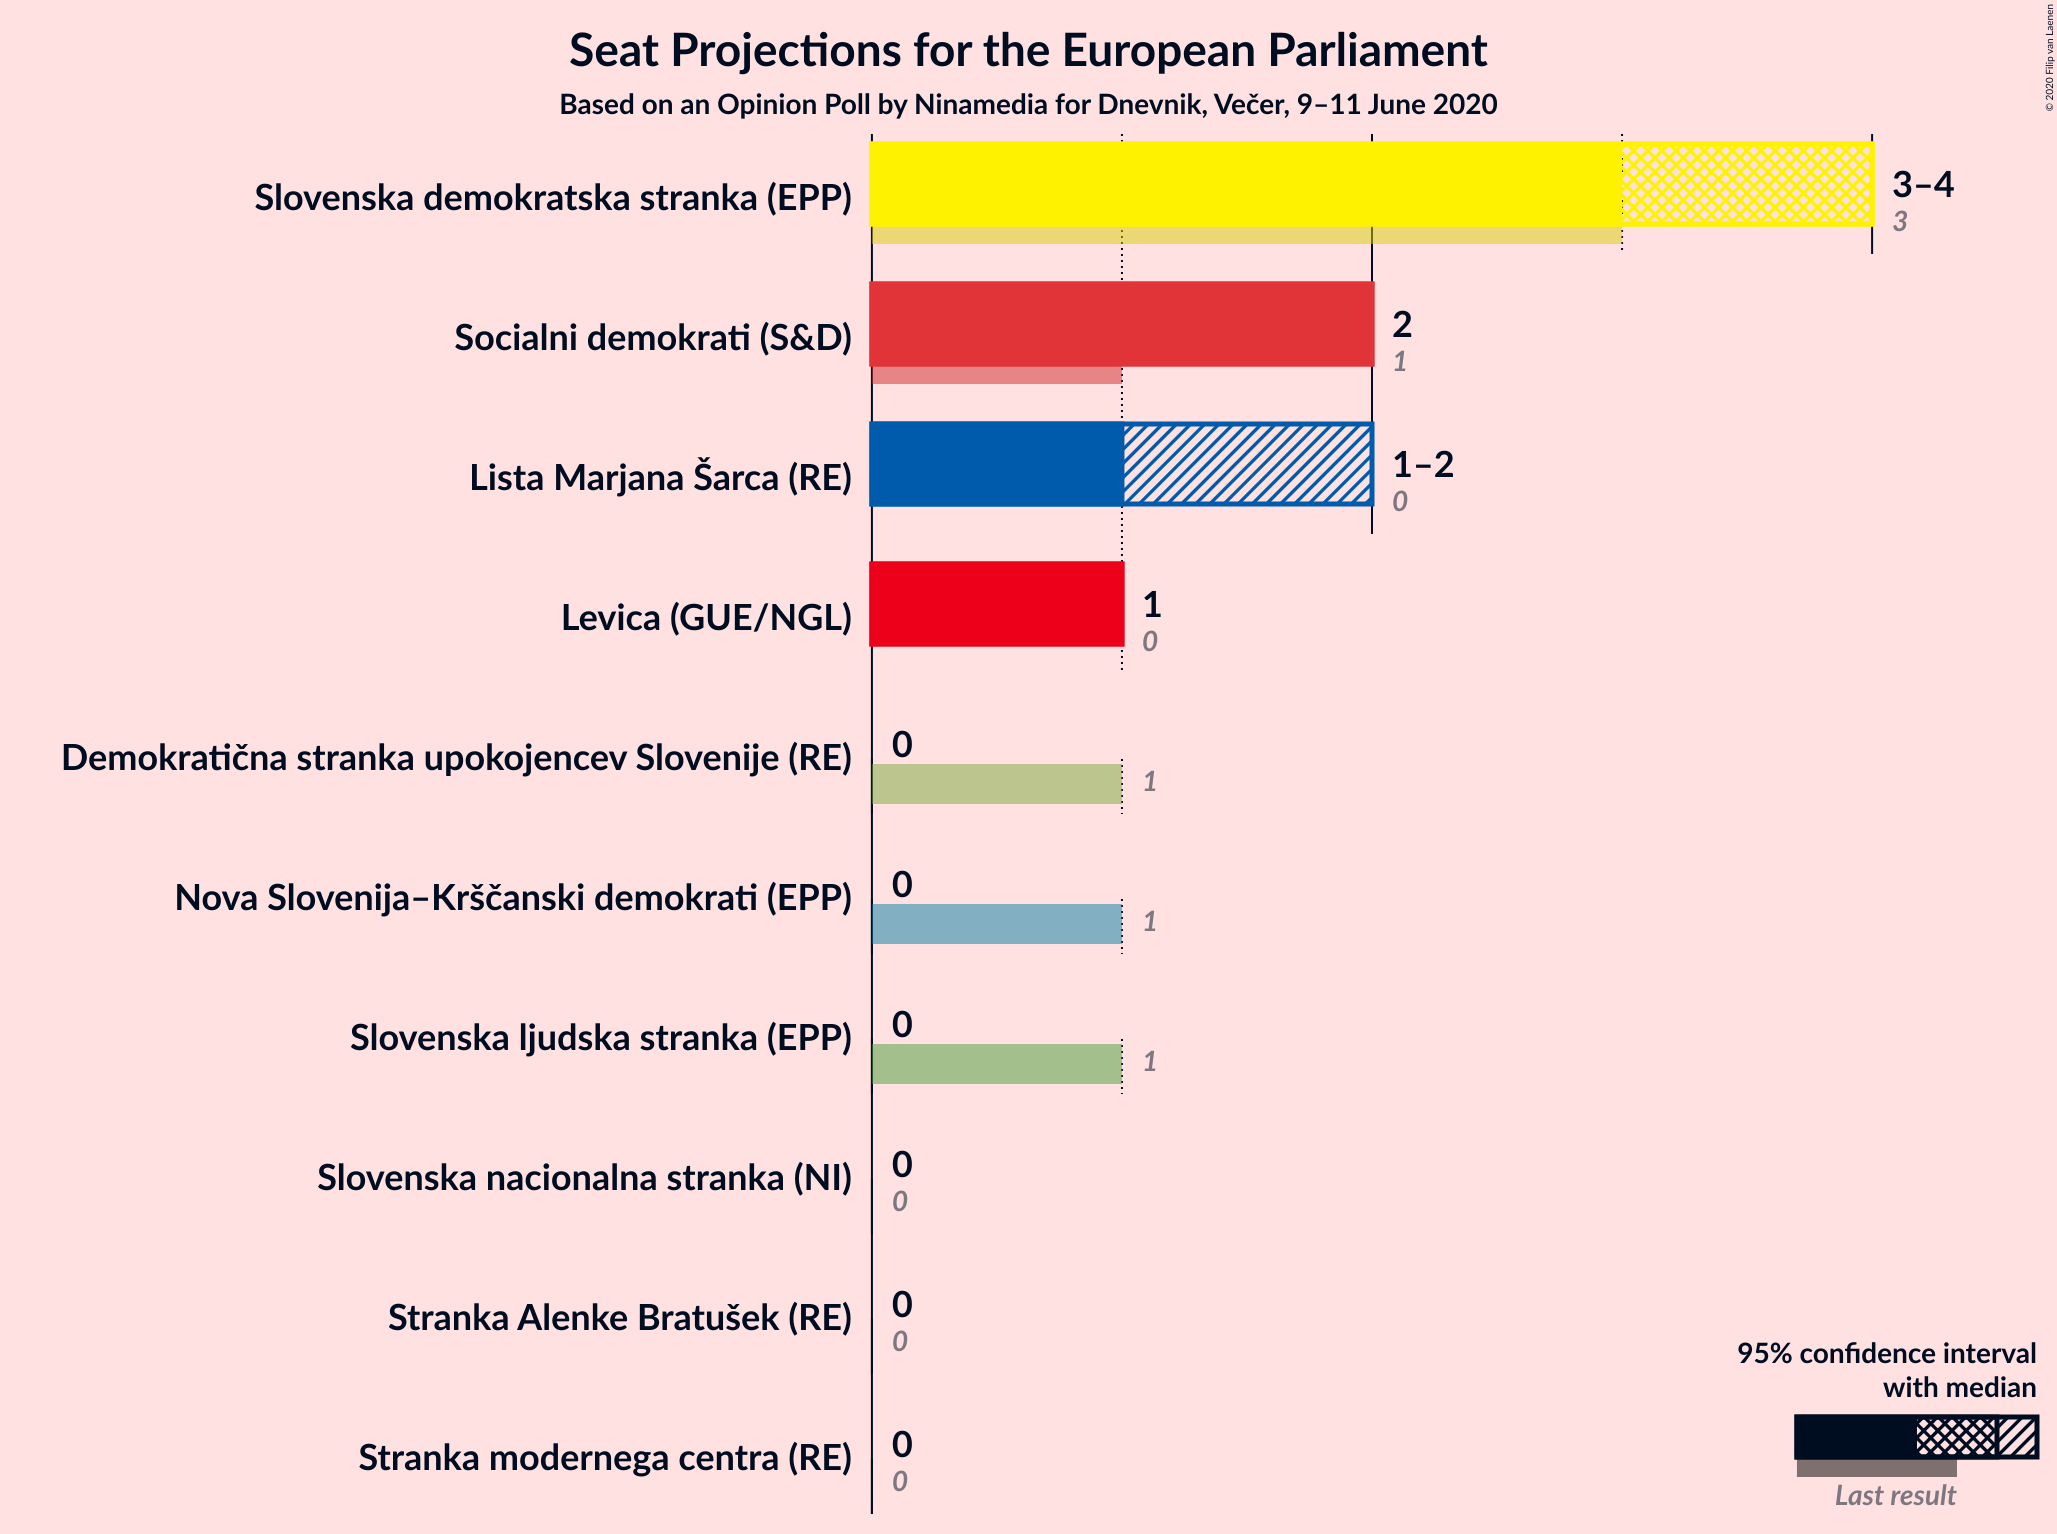 Seat Projections for the European Parliament
Based on an Opinion Poll by Ninamedia for Dnevnik, Večer, 9–11 June 2020
© 2020 Filip van Laenen
Slovenska demokratska stranka (EPP)
3–4
3
Socialni demokrati (S&D)
2
1
Lista Marjana Šarca (RE)
1–2
0
Levica (GUE/NGL)
1
0
Demokratična stranka upokojencev Slovenije (RE)
0
1
Nova Slovenija–Krščanski demokrati (EPP)
0
1
Slovenska ljudska stranka (EPP)
0
1
Slovenska nacionalna stranka (NI)
0
0
Stranka Alenke Bratušek (RE)
0
0
Stranka modernega centra (RE)
0
0
95% confidence interval
with median
Last result